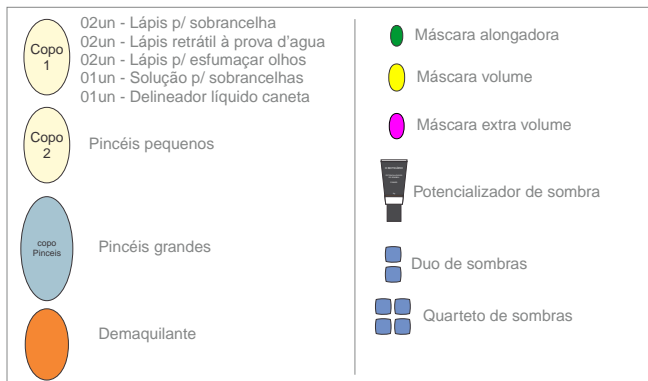 Copo
1
02un - Lápis p/ sobrancelha
02un - Lápis retrátil à prova d'agua
02un - Lápis p/ esfumaçar olhos
01un - Solução p/ sobrancelhas
01un - Delineador líquido caneta
Copo
2
Pincéis pequenos
copo
Pinceis
Pincéis grandes
Demaquilante
Máscara alongadora
Máscara volume
Máscara extra volume
Potencializador de sombra
Duo de sombras
Quarteto de sombras